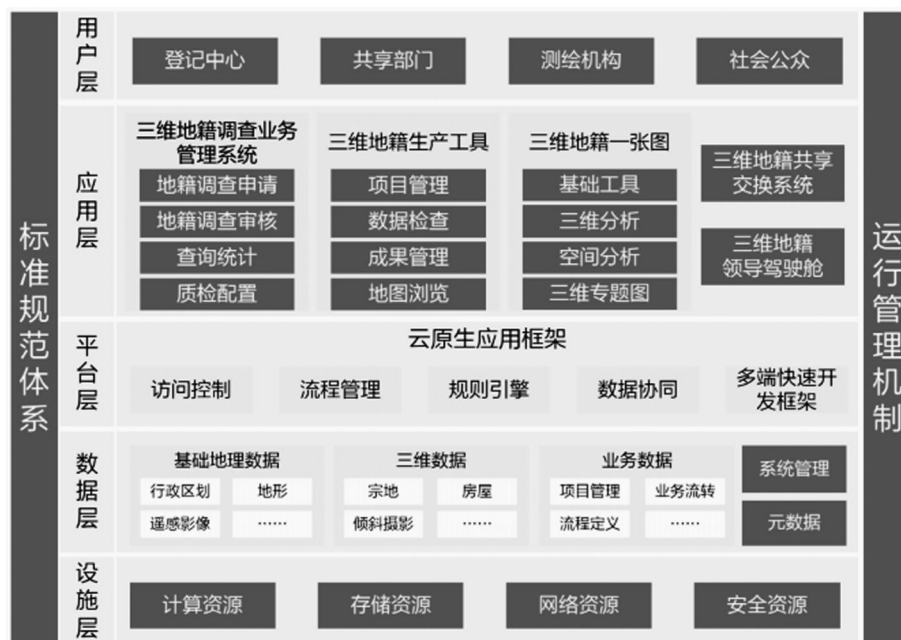 标准规范体系
用户层
登记中心
共享部门
测绘机构
社会公众
应用层
三维地籍调查业务
管理系统
地籍调查申请
地籍调查审核
查询统计
质检配置
三维地籍生产工具
项目管理
数据检查
成果管理
地图浏览
三维地籍一张图
基础工具
三维分析
空间分析
三维专题图
三维地籍共享
交换系统
三维地籍
领导驾驶舱
平台层
云原生应用框架
访问控制
流程管理
规则引擎
数据协同
多端快速开
发框架
数据层
基础地理数据
行政区划
地形
遥感影像
……
三维数据
宗地
房屋
倾斜摄影
……
业务数据
项目管理
业务流转
流程定义
……
系统管理
元数据
设施层
计算资源
存储资源
网络资源
安全资源
运行管理机制